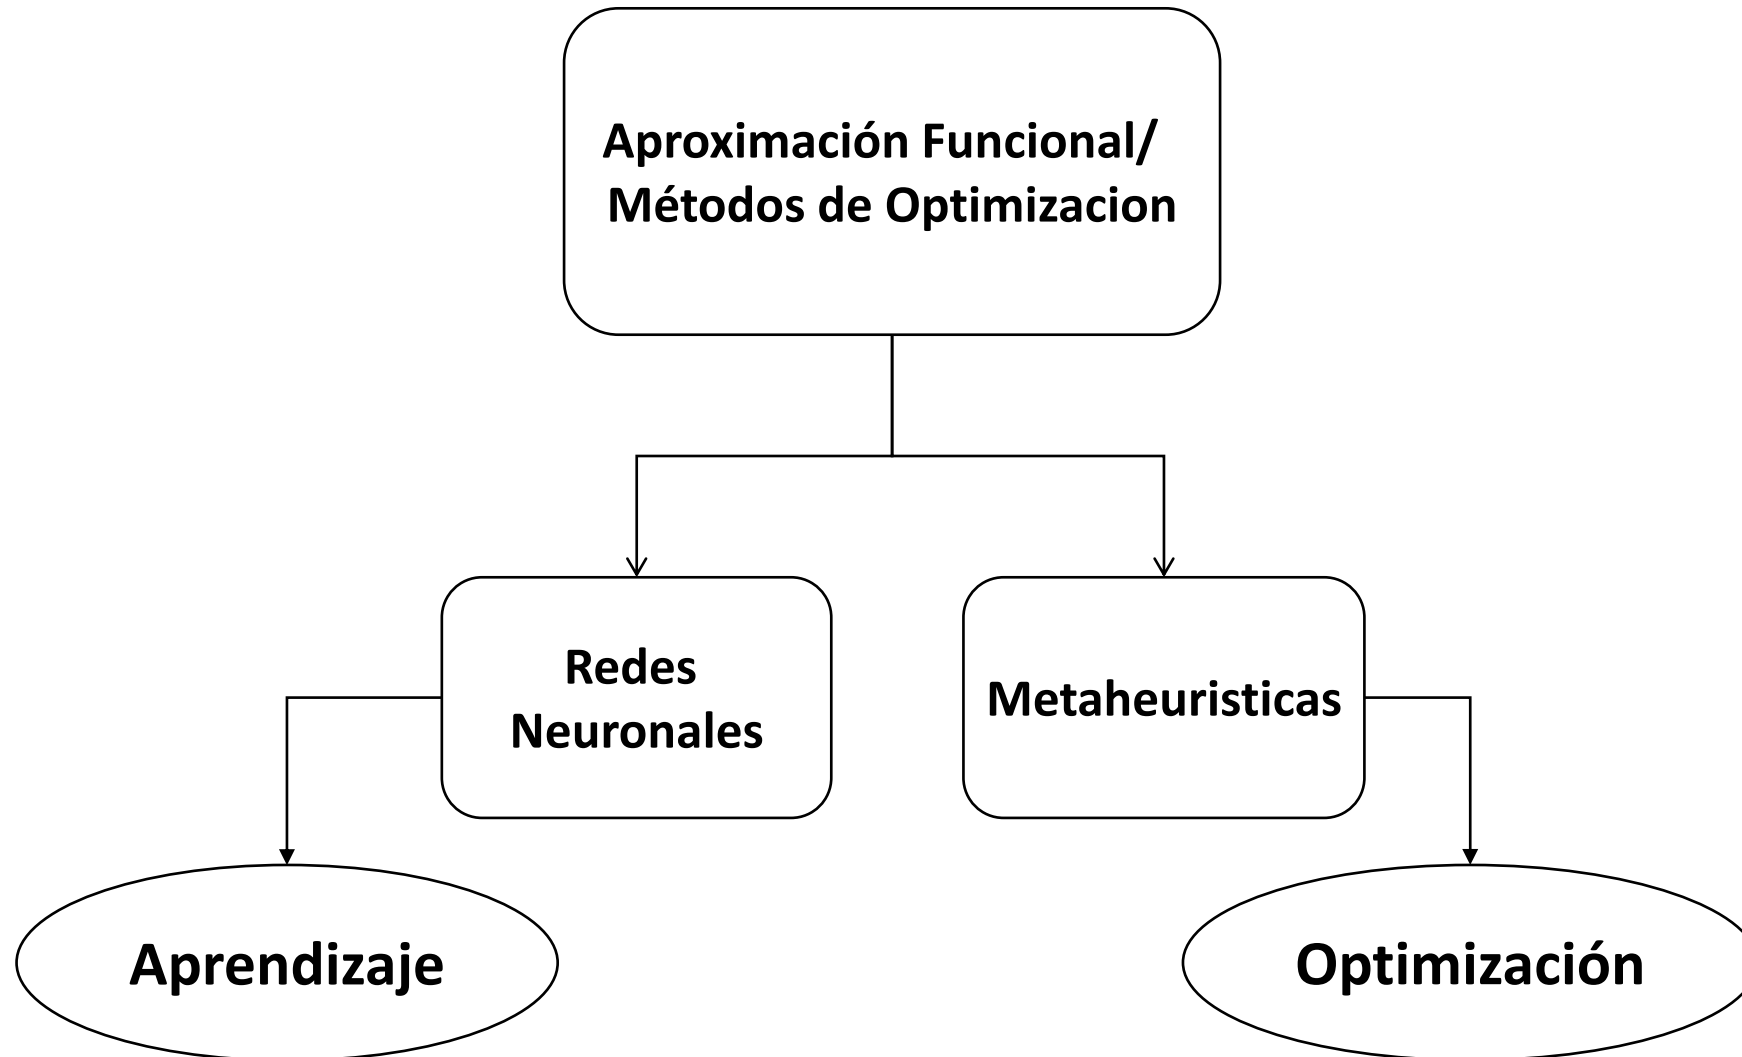 Aproximación Funcional/
Métodos de Optimizacion
Redes
Neuronales
Metaheuristicas
Aprendizaje
Optimización